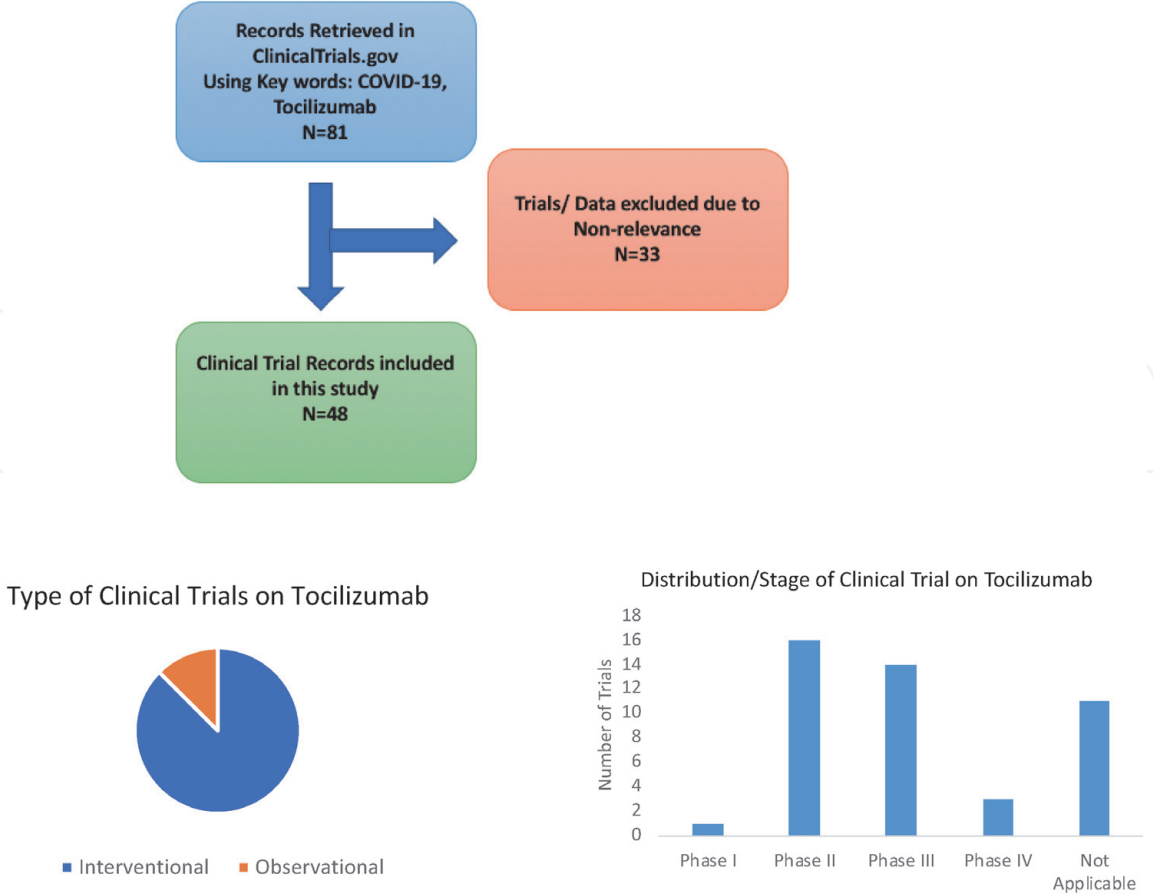 Records Retrieved in
ClinicalTrials.gov
Using Key words: COVID-19,
Tocilizumab
N=81
Trials/ Data excluded due to
Non-relevance
N=33
Clinical Trial Records included
in this study
N=48
Type of Clinical Trials on Tocilizumab
Interventional
Observational
Distribution/Stage of Clinical Trial on Tocilizumab
Number of Trials
18
16
14
12
10
8
6
4
2
0
Phase I
Phase II
Phase III
Phase IV
Not
Applicable